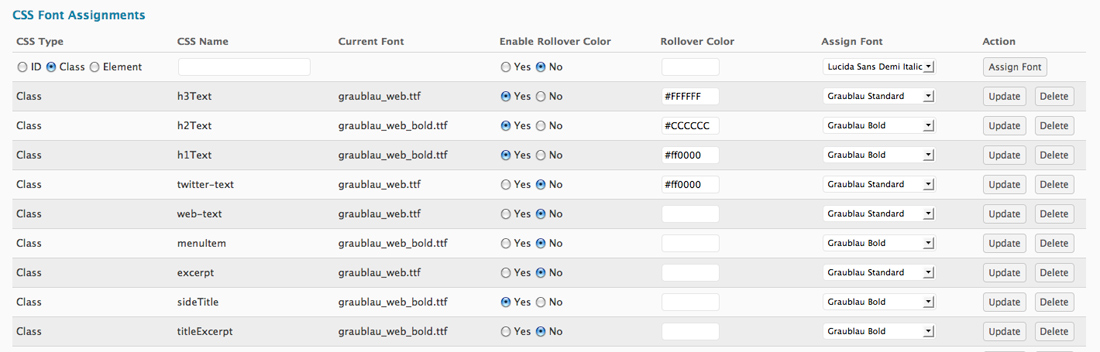 CSS Font Assignments
CSS Type CSS Name Current Font Enable Rollover Color Rollover Color Assign Font Action
ID Class Element Yes No Lucida Sans Demi Italic Assign Font
Class h3Text graublau_web.ttf Yes No #FFFFFF Graublau Standard Update Delete
Class h2Text graublau_web_bold.ttf Yes No #CCCCCC Graublau Bold Update Delete
Class h1Text graublau_web_bold.ttf Yes No #ff0000 Graublau Bold Update Delete
Class twitter-text graublau_web.ttf Yes No #ff0000 Graublau Standard Update Delete
Class web-text graublau_web.ttf Yes No Graublau Standard Update Delete
Class menuItem graublau_web_bold.ttf Yes No Graublau Bold Update Delete
Class excerpt graublau_web.ttf Yes No Graublau Standard Update Delete
Class sideTitle graublau_web_bold.ttf Yes No Graublau Bold Update Delete
Class titleExcerpt graublau_web_bold.ttf Yes No Graublau Bold Update Delete